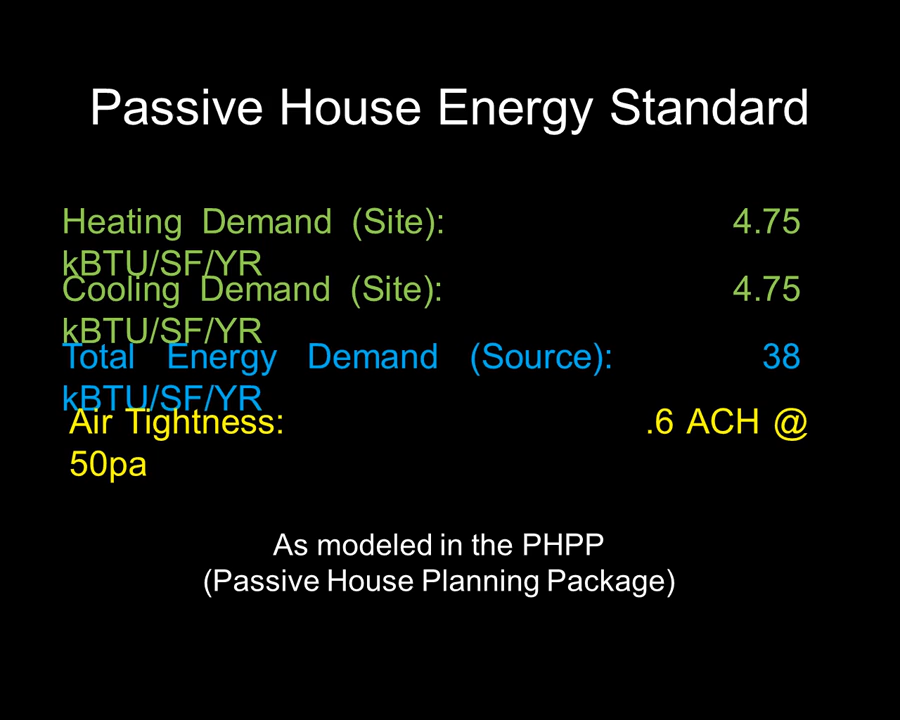 Passive House Energy Standard
Heating Demand (Site): 4.75
kBTU/SF/YR
Cooling Demand (Site): 4.75
kBTU/SF/YR
Total Energy Demand (Source): 38
kBTU/SF/YR
Air Tightness: .6 ACH @
50pa
As modeled in the PHPP
(Passive House Planning Package)